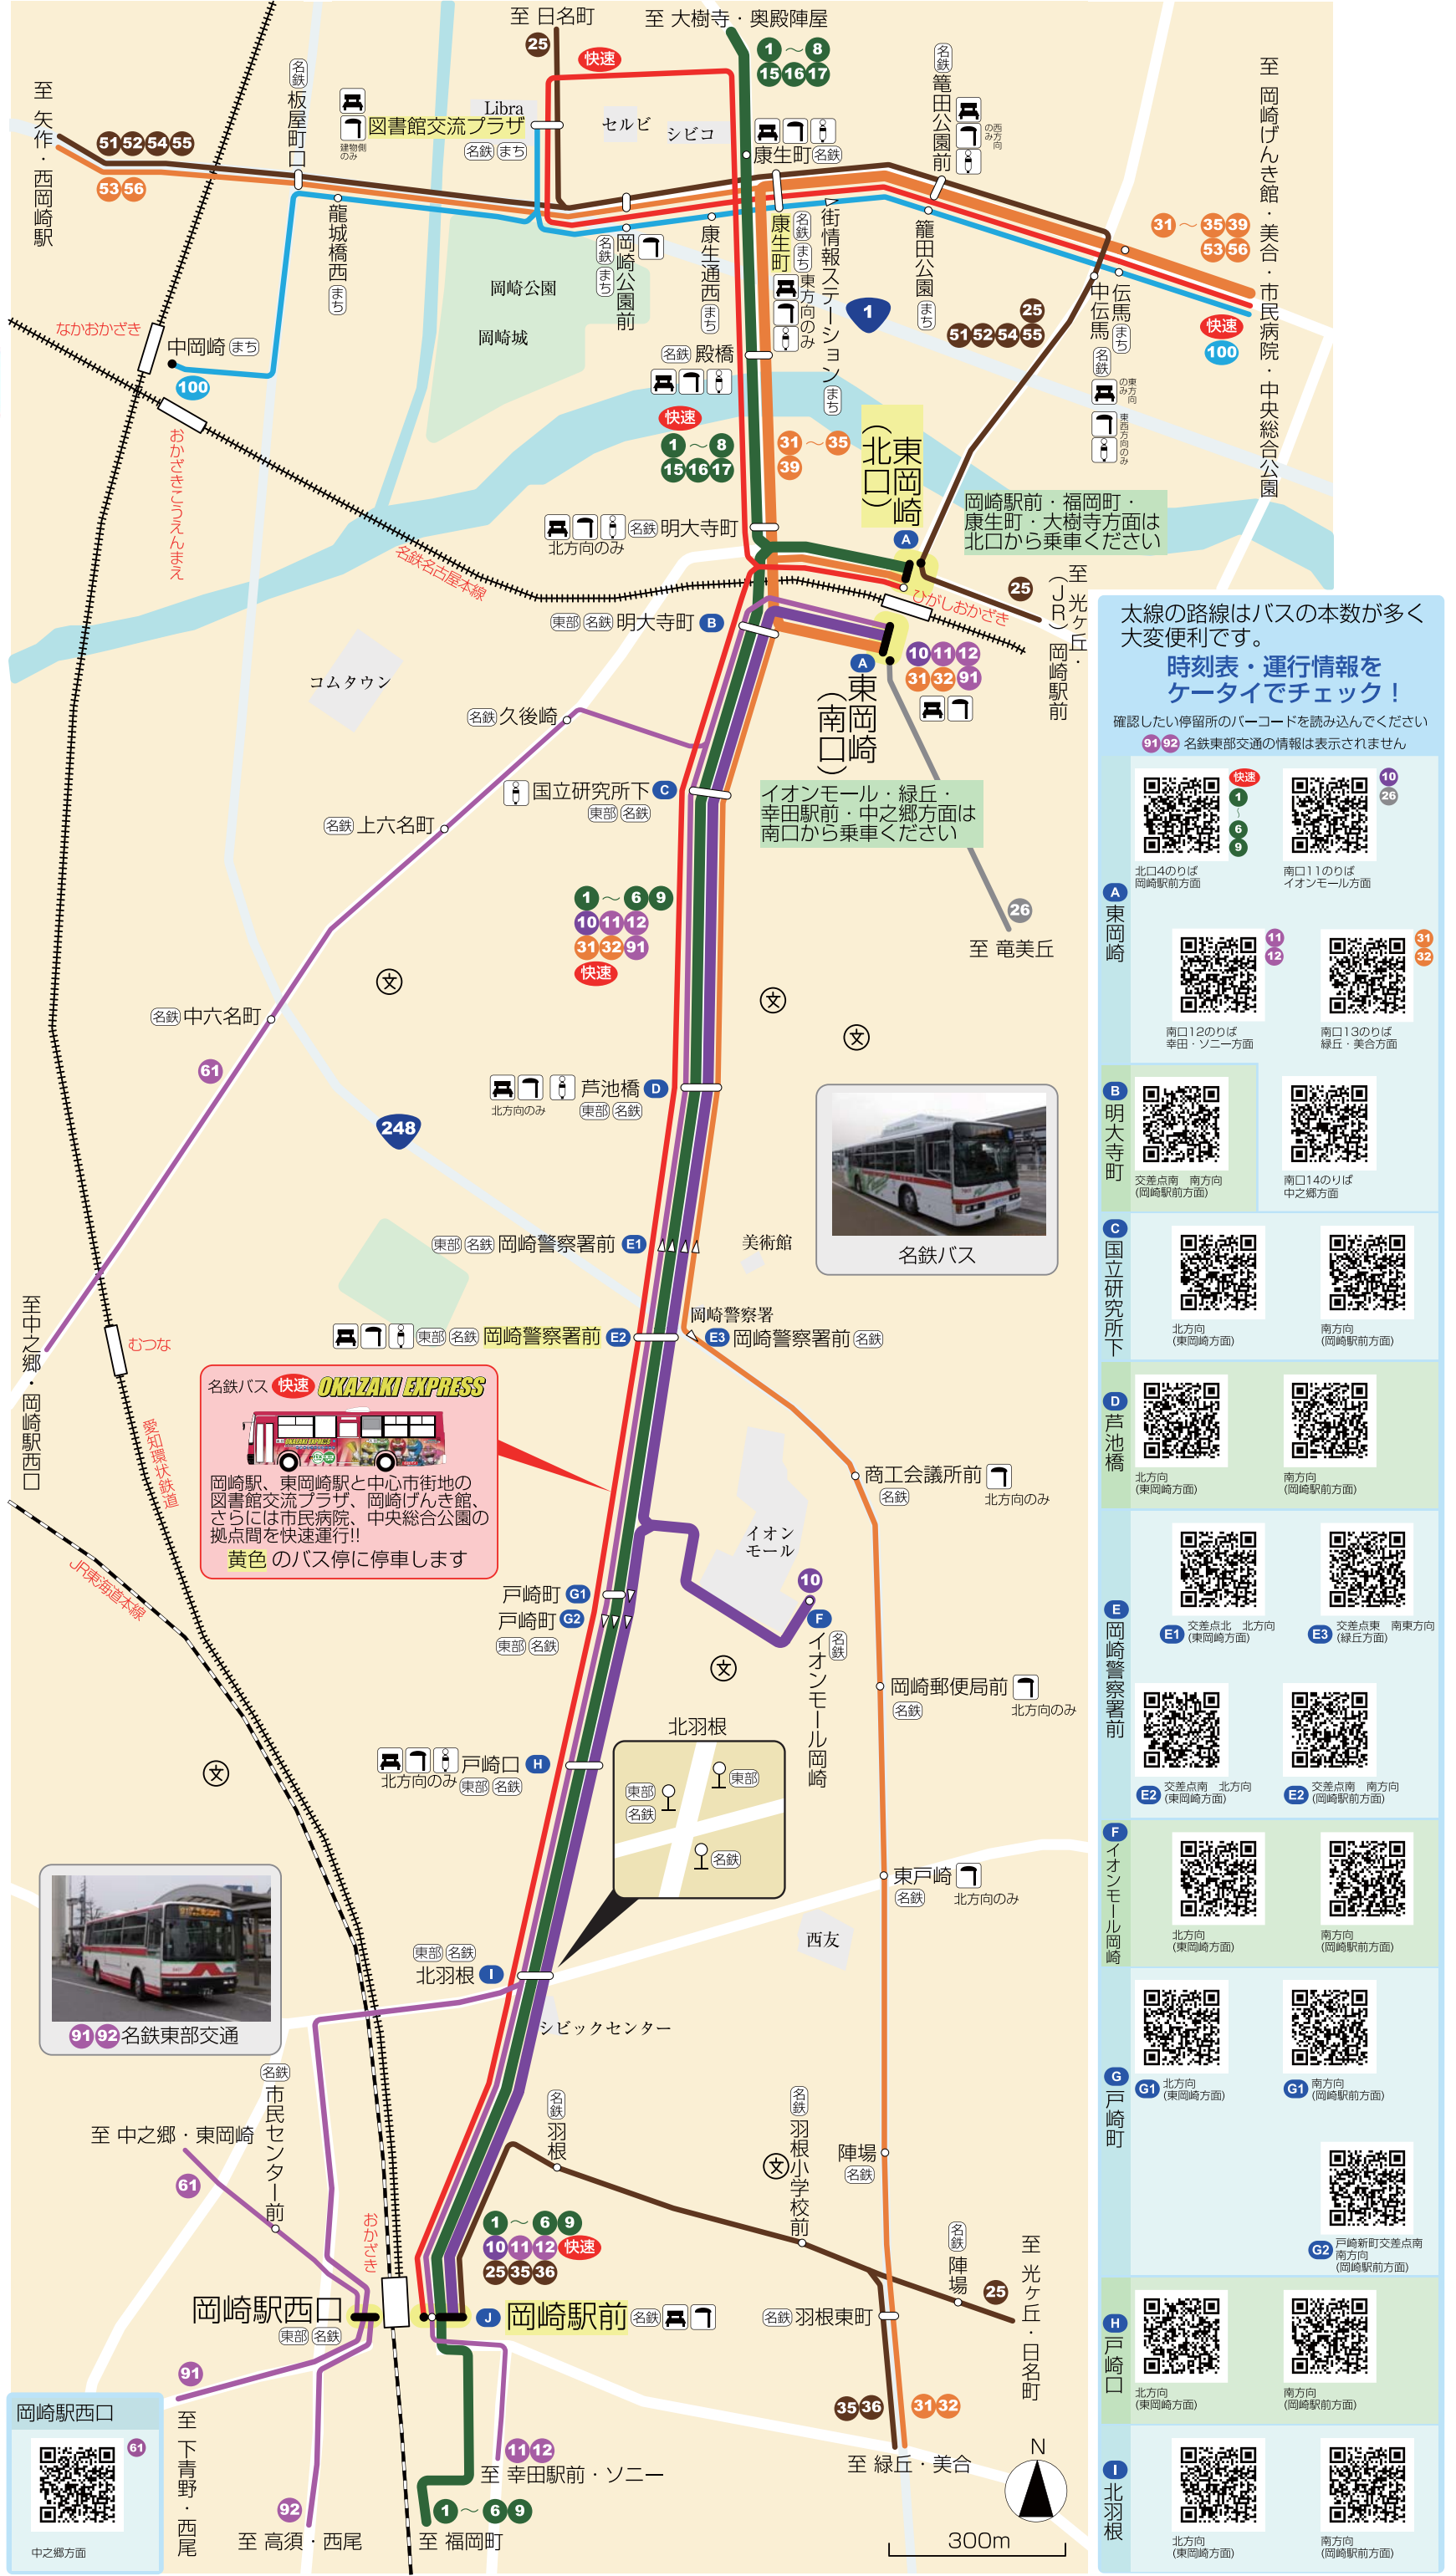 至 日名町
25
快速
至 大樹寺・奥殿陣屋
1～8
15 16 17
至 矢作・西岡崎駅
51 52 54 55
53 56
名鉄 板屋町口
建物側のみ
Libra
図書館交流プラザ
名鉄 まち
セルビ
シビコ
康生町 名鉄
名鉄 籠田公園前
西方向のみ
至 岡崎げんき館・美合・市民病院・中央総合公園
31～35 39
53 56
龍城橋西 まち
名鉄 まち 岡崎公園前
康生通西 まち
康生町 名鉄 まち
東方向のみ
街情報ステーション まち
籠田公園 まち
25
51 52 54 55
中伝馬 名鉄
伝馬 まち
東方向のみ
東西方向のみ
快速
100
岡崎公園
岡崎城
1
なかおかざき
中岡崎 まち
100
おかざきこうえんまえ
名鉄 殿橋
快速
1～8
15 16 17
31～35
39
東岡崎（北口）
A
岡崎駅前・福岡町・
康生町・大樹寺方面は
北口から乗車ください
名鉄 明大寺町
北方向のみ
名鉄名古屋本線
ひがしおかざき
25
至 光ヶ丘・（JR）岡崎駅前
東部 名鉄 明大寺町 B
A
東岡崎（南口）
10 11 12
31 32 91
コムタウン
名鉄 久後崎
国立研究所下 C
東部 名鉄
イオンモール・緑丘・
幸田駅前・中之郷方面は
南口から乗車ください
名鉄 上六名町
26
至 竜美丘
1～6 9
10 11 12
31 32 91
快速
文
文
文
名鉄 中六名町
61
芦池橋 D
北方向のみ
東部 名鉄
248
名鉄バス
東部 名鉄 岡崎警察署前 E1
美術館
岡崎警察署
東部 名鉄 岡崎警察署前 E2
E3 岡崎警察署前 名鉄
至中之郷・岡崎駅西口
むつな
愛知環状鉄道
JR東海道本線
名鉄バス 快速 OKAZAKI EXPRESS
岡崎駅、東岡崎駅と中心市街地の
図書館交流プラザ、岡崎げんき館、
さらには市民病院、中央総合公園の
拠点間を快速運行!!
黄色 のバス停に停車します
商工会議所前
名鉄
北方向のみ
イオン
モール
10
F
イオンモール岡崎 名鉄
戸崎町 G1
戸崎町 G2
東部 名鉄
文
岡崎郵便局前
名鉄
北方向のみ
北羽根
東部
東部
名鉄
名鉄
戸崎口 H
北方向のみ 東部 名鉄
文
東戸崎
名鉄
北方向のみ
西友
東部 名鉄
北羽根 I
シビックセンター
91 92 名鉄東部交通
名鉄 市民センター前
至 中之郷・東岡崎
61
名鉄 羽根
名鉄 羽根小学校前
文
陣場
名鉄
おかざき
1～6 9
10 11 12 快速
25 35 36
名鉄 陣場
25
至 光ヶ丘・日名町
岡崎駅西口
東部 名鉄
J 岡崎駅前 名鉄
名鉄 羽根東町
91
至 下青野・西尾
35 36
31 32
至 緑丘・美合
11 12
至 幸田駅前・ソニー
92
至 高須・西尾
1～6 9
至 福岡町
N
300m
岡崎駅西口
61
中之郷方面
太線の路線はバスの本数が多く
大変便利です。
時刻表・運行情報を
ケータイでチェック！
確認したい停留所のバーコードを読み込んでください
91 92 名鉄東部交通の情報は表示されません
A 東岡崎
快速
1
～
6
9
北口4のりば
岡崎駅前方面
10
26
南口11のりば
イオンモール方面
11
12
南口12のりば
幸田・ソニー方面
31
32
南口13のりば
緑丘・美合方面
南口14のりば
中之郷方面
B 明大寺町
交差点南　南方向
(岡崎駅前方面)
C 国立研究所下
北方向
(東岡崎方面)
南方向
(岡崎駅前方面)
D 芦池橋
北方向
(東岡崎方面)
南方向
(岡崎駅前方面)
E 岡崎警察署前
E1 交差点北　北方向
(東岡崎方面)
E3 交差点東　南東方向
(緑丘方面)
E2 交差点南　北方向
(東岡崎方面)
E2 交差点南　南方向
(岡崎駅前方面)
F イオンモール岡崎
北方向
(東岡崎方面)
南方向
(岡崎駅前方面)
G 戸崎町
G1 北方向
(東岡崎方面)
G1 南方向
(岡崎駅前方面)
G2 戸崎新町交差点南
南方向
(岡崎駅前方面)
H 戸崎口
北方向
(東岡崎方面)
南方向
(岡崎駅前方面)
I 北羽根
北方向
(東岡崎方面)
南方向
(岡崎駅前方面)